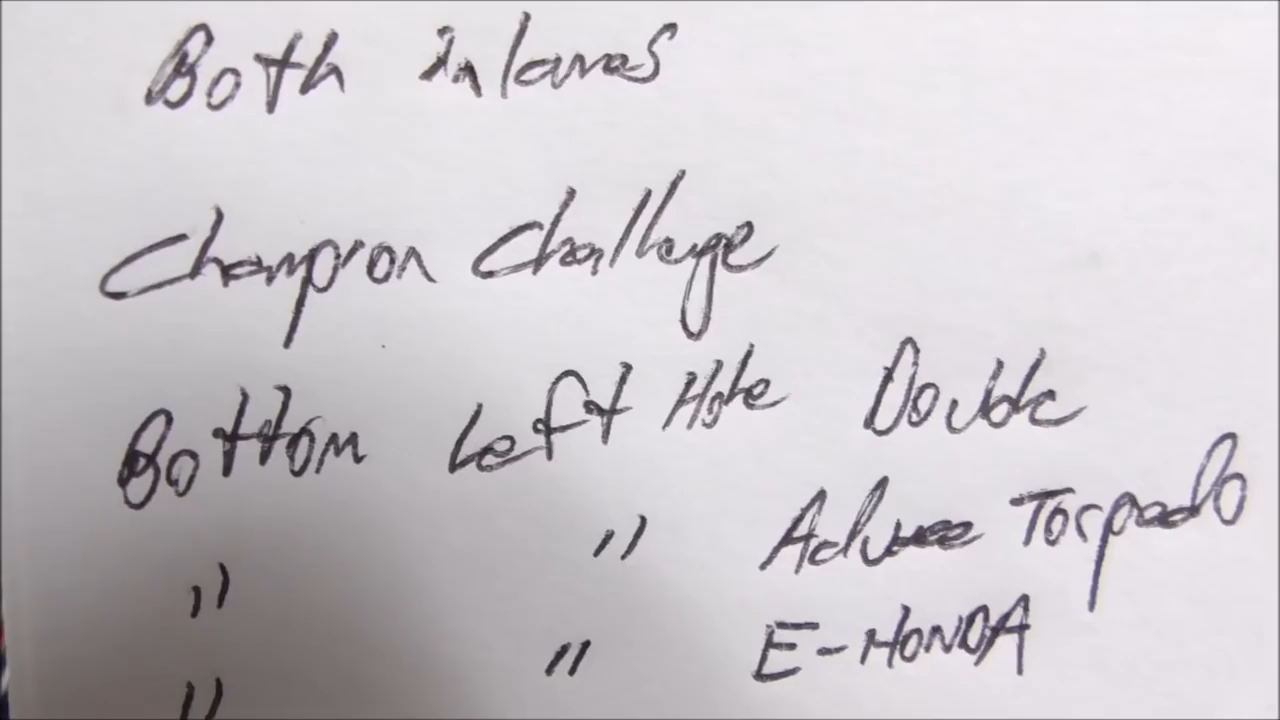 Both inlanes
Champion Challenge
Bottom Left Hole Double
" " Advance Torpedo
" " E-HONDA